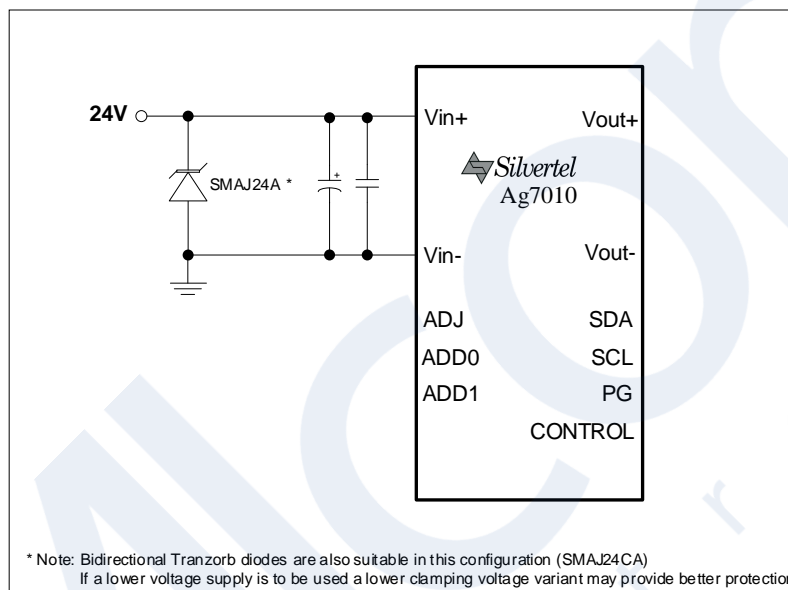 24V
SMAJ24A *
+
Vin+
Vout+
Silvertel
Ag7010
Vin-
Vout-
ADJ
SDA
ADD0
SCL
ADD1
PG
CONTROL
* Note: Bidirectional Tranzorb diodes are also suitable in this configuration (SMAJ24CA)
If a lower voltage supply is to be used a lower clamping voltage variant may provide better protection